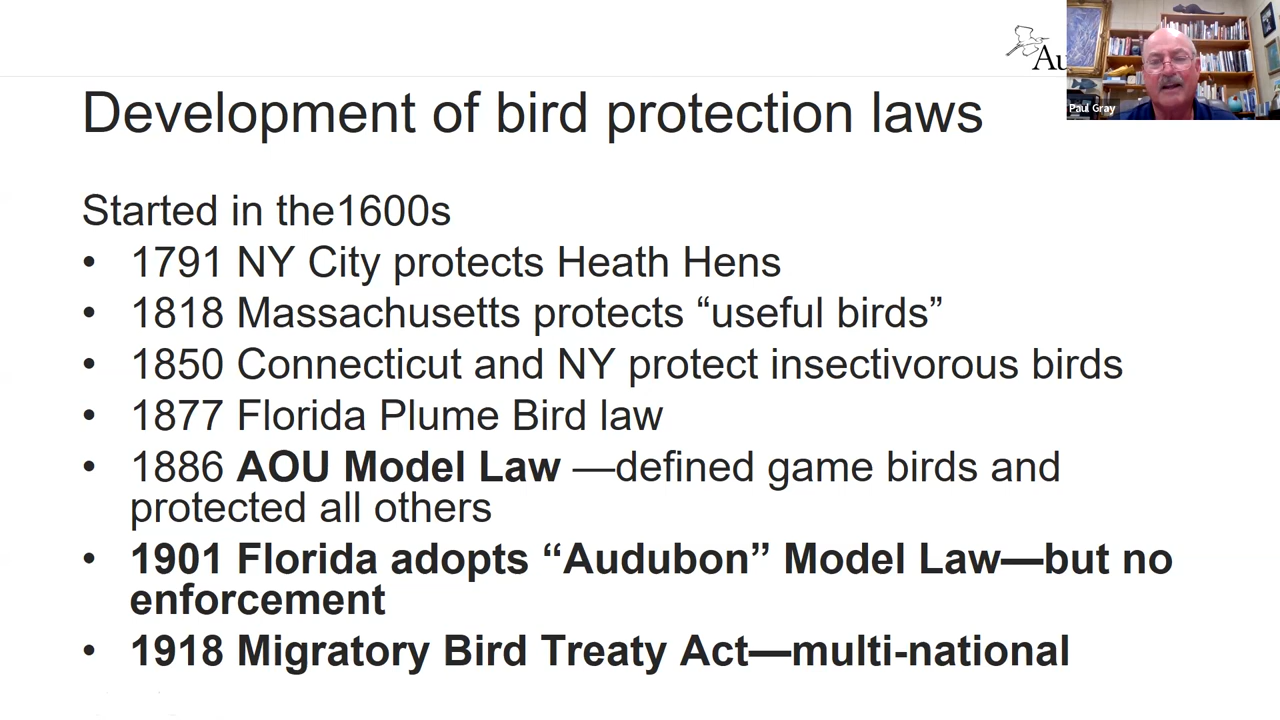 Au
Paul Gray
Development of bird protection laws
Started in the1600s
• 1791 NY City protects Heath Hens
• 1818 Massachusetts protects “useful birds”
• 1850 Connecticut and NY protect insectivorous birds
• 1877 Florida Plume Bird law
• 1886 AOU Model Law —defined game birds and
protected all others
• 1901 Florida adopts “Audubon” Model Law—but no
enforcement
• 1918 Migratory Bird Treaty Act—multi-national